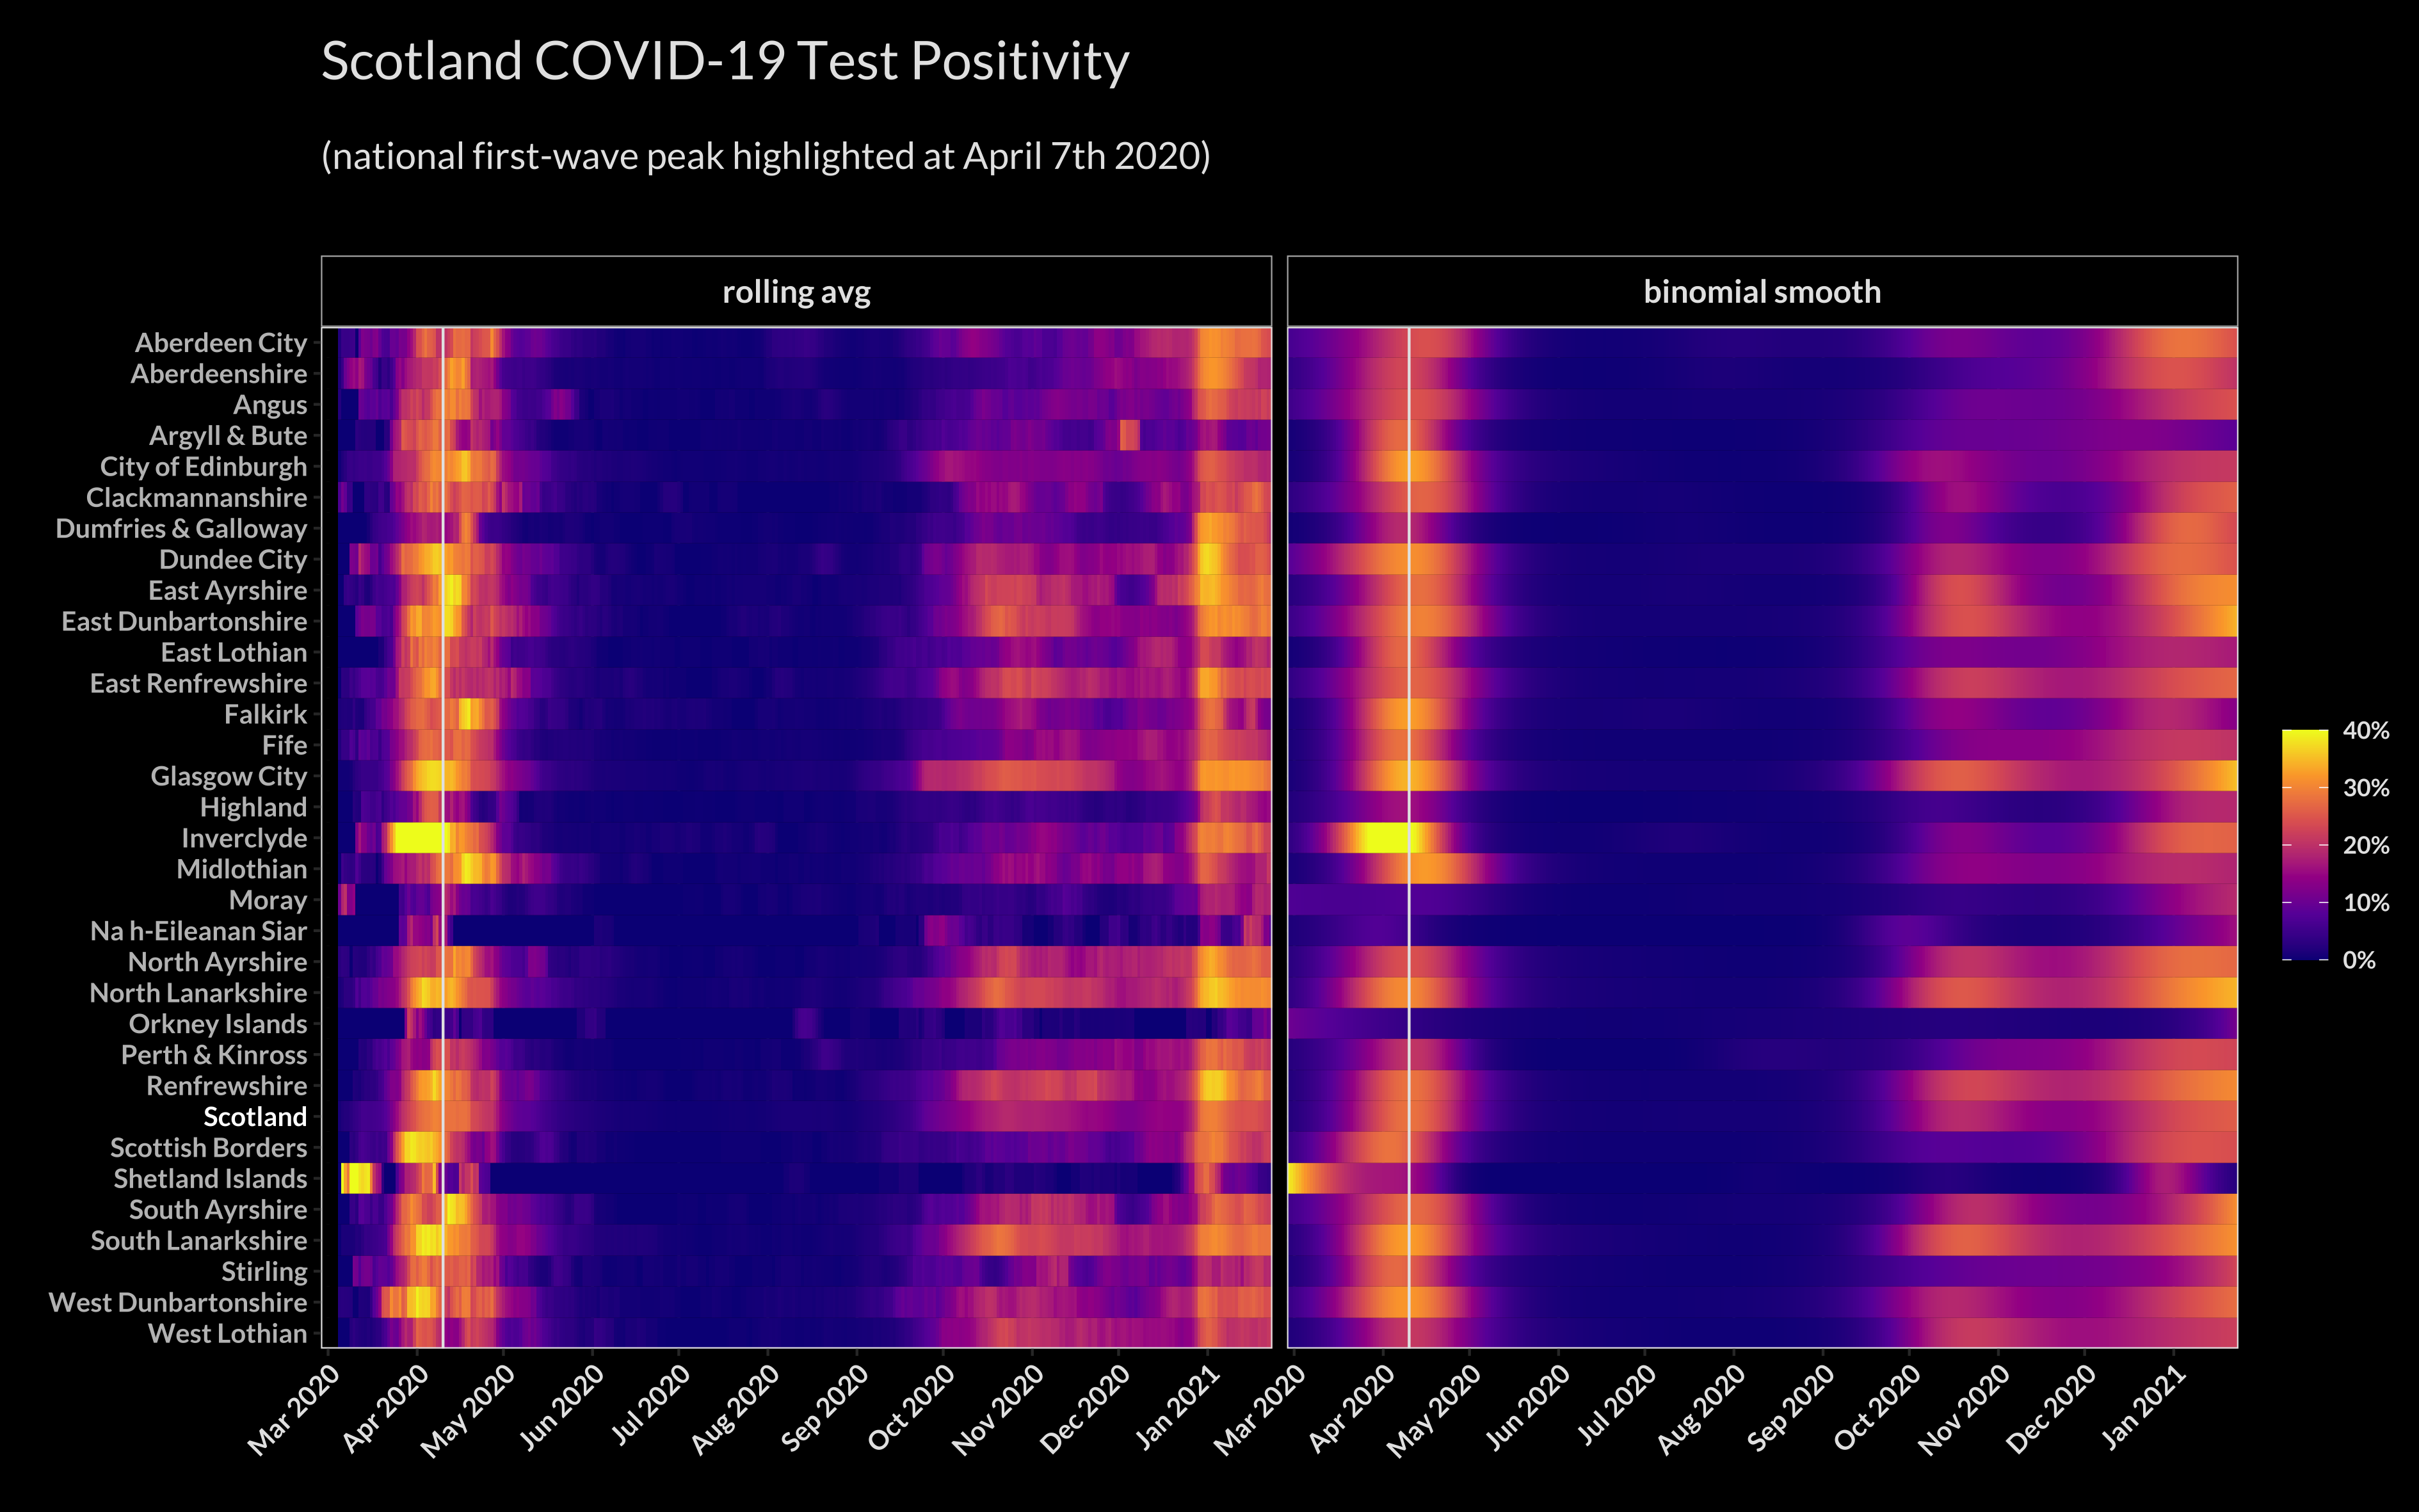 Scotland COVID-19 Test Positivity
(national first-wave peak highlighted at April 7th 2020)
rolling avg
binomial smooth
Aberdeen City
Aberdeenshire
Angus
Argyll & Bute
City of Edinburgh
Clackmannanshire
Dumfries & Galloway
Dundee City
East Ayrshire
East Dunbartonshire
East Lothian
East Renfrewshire
Falkirk
Fife
Glasgow City
Highland
Inverclyde
Midlothian
Moray
Na h-Eileanan Siar
North Ayrshire
North Lanarkshire
Orkney Islands
Perth & Kinross
Renfrewshire
Scotland
Scottish Borders
Shetland Islands
South Ayrshire
South Lanarkshire
Stirling
West Dunbartonshire
West Lothian
Mar 2020
Apr 2020
May 2020
Jun 2020
Jul 2020
Aug 2020
Sep 2020
Oct 2020
Nov 2020
Dec 2020
Jan 2021
Mar 2020
Apr 2020
May 2020
Jun 2020
Jul 2020
Aug 2020
Sep 2020
Oct 2020
Nov 2020
Dec 2020
Jan 2021
40%
30%
20%
10%
0%